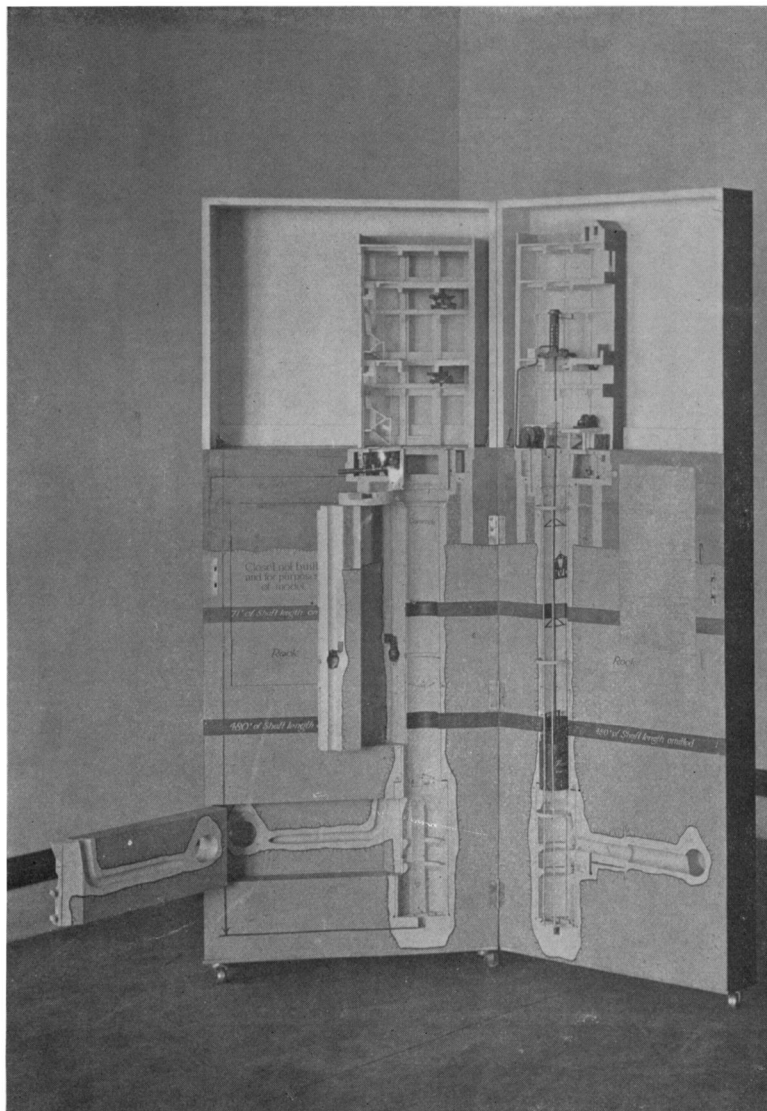 Closet not built
and for purposes
of model.
71' of Shaft length
Rock
480' of Shaft length
Rock
480' of Shaft length omitted